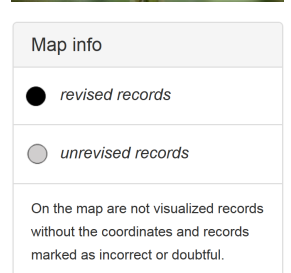 Map info
revised records
unrevised records
On the map are not visualized records
without the coordinates and records
marked as incorrect or doubtful.